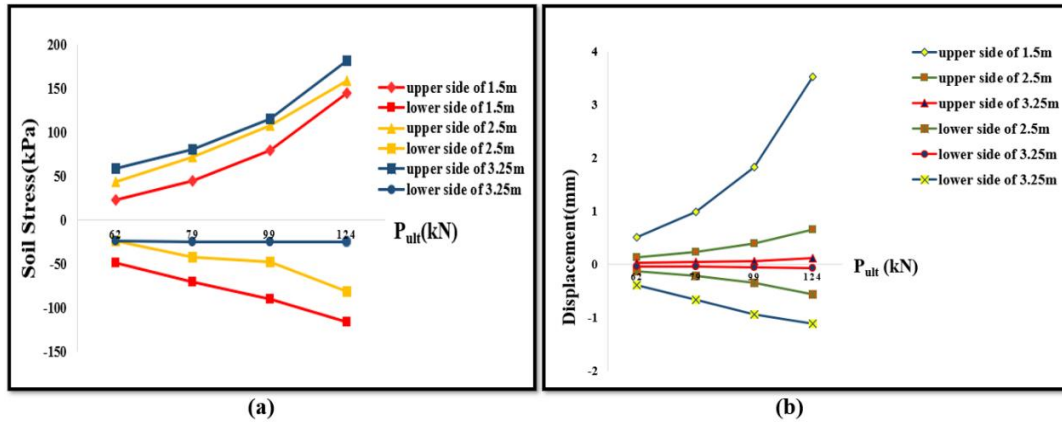 200
150
100
50
0
-50
-100
-150
Soil Stress(kPa)
62
79
99
124
Pult(kN)
upper side of 1.5m
lower side of 1.5m
upper side of 2.5m
lower side of 2.5m
upper side of 3.25m
lower side of 3.25m
(a)
4
3
2
1
0
-1
-2
Displacement(mm)
62
99
124
Pult (kN)
upper side of 1.5m
upper side of 2.5m
upper side of 3.25m
lower side of 2.5m
lower side of 3.25m
lower side of 3.25m
(b)